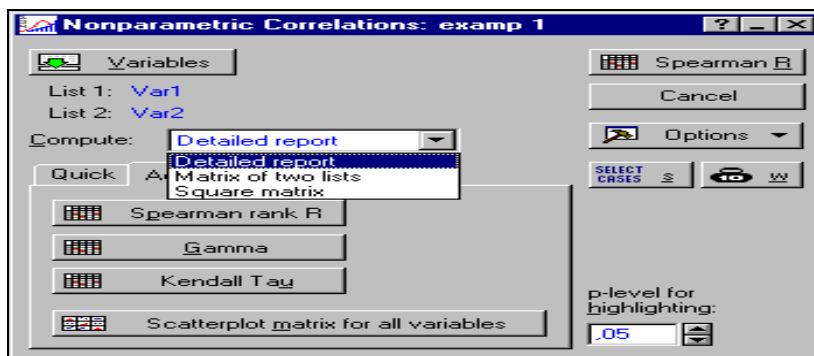 Nonparametric Correlations: examp 1
Variables
Spearman R
List 1: Var1
Cancel
List 2: Var2
Compute: Detailed report
Options
Detailed report
Matrix of two lists
Square matrix
Quick
SELECT CASES S
W
Spearman rank R
Gamma
Kendall Tau
p-level for highlighting:
Scatterplot matrix for all variables
,05